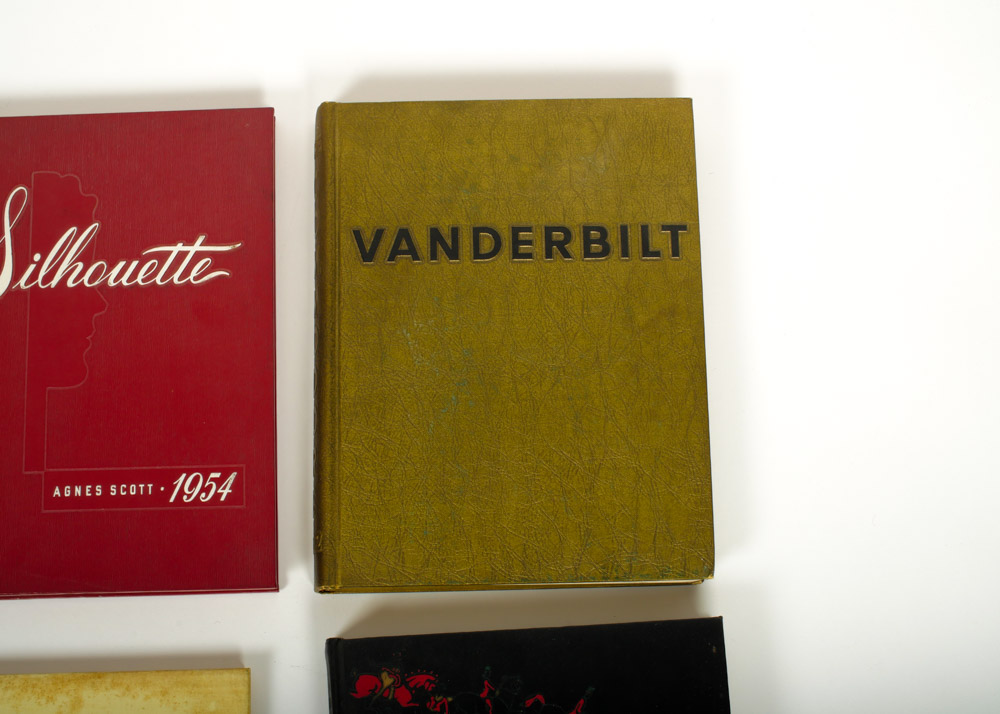 Silhouette
AGNES SCOTT · 1954
VANDERBILT